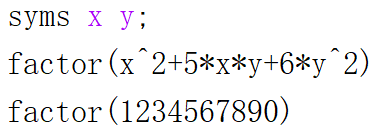 syms x y;
factor(x^2+5*x*y+6*y^2)
factor(1234567890)